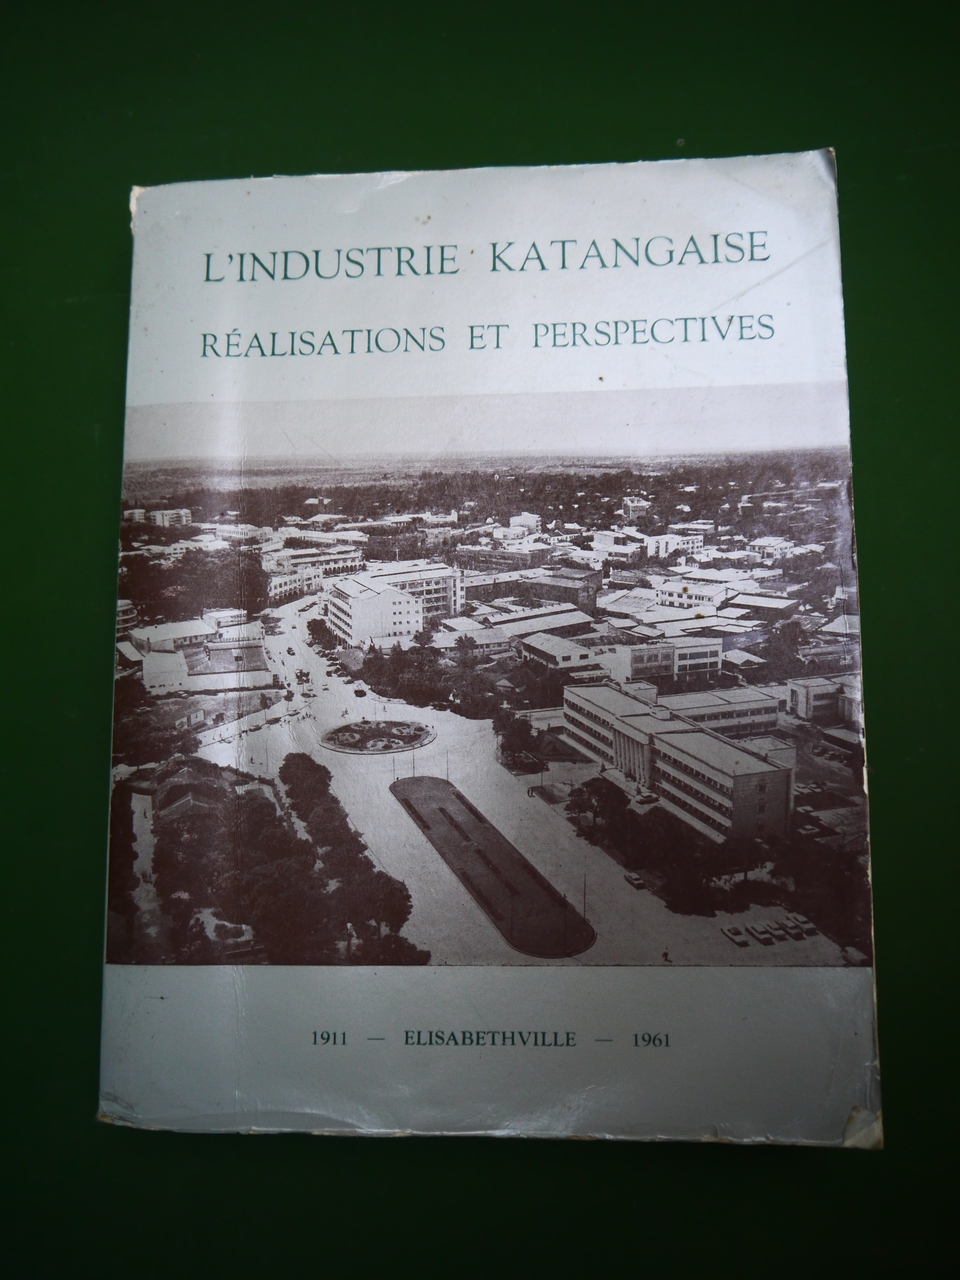 L'INDUSTRIE KATANGAISE
RÉALISATIONS ET PERSPECTIVES
1911 — ELISABETHVILLE — 1961